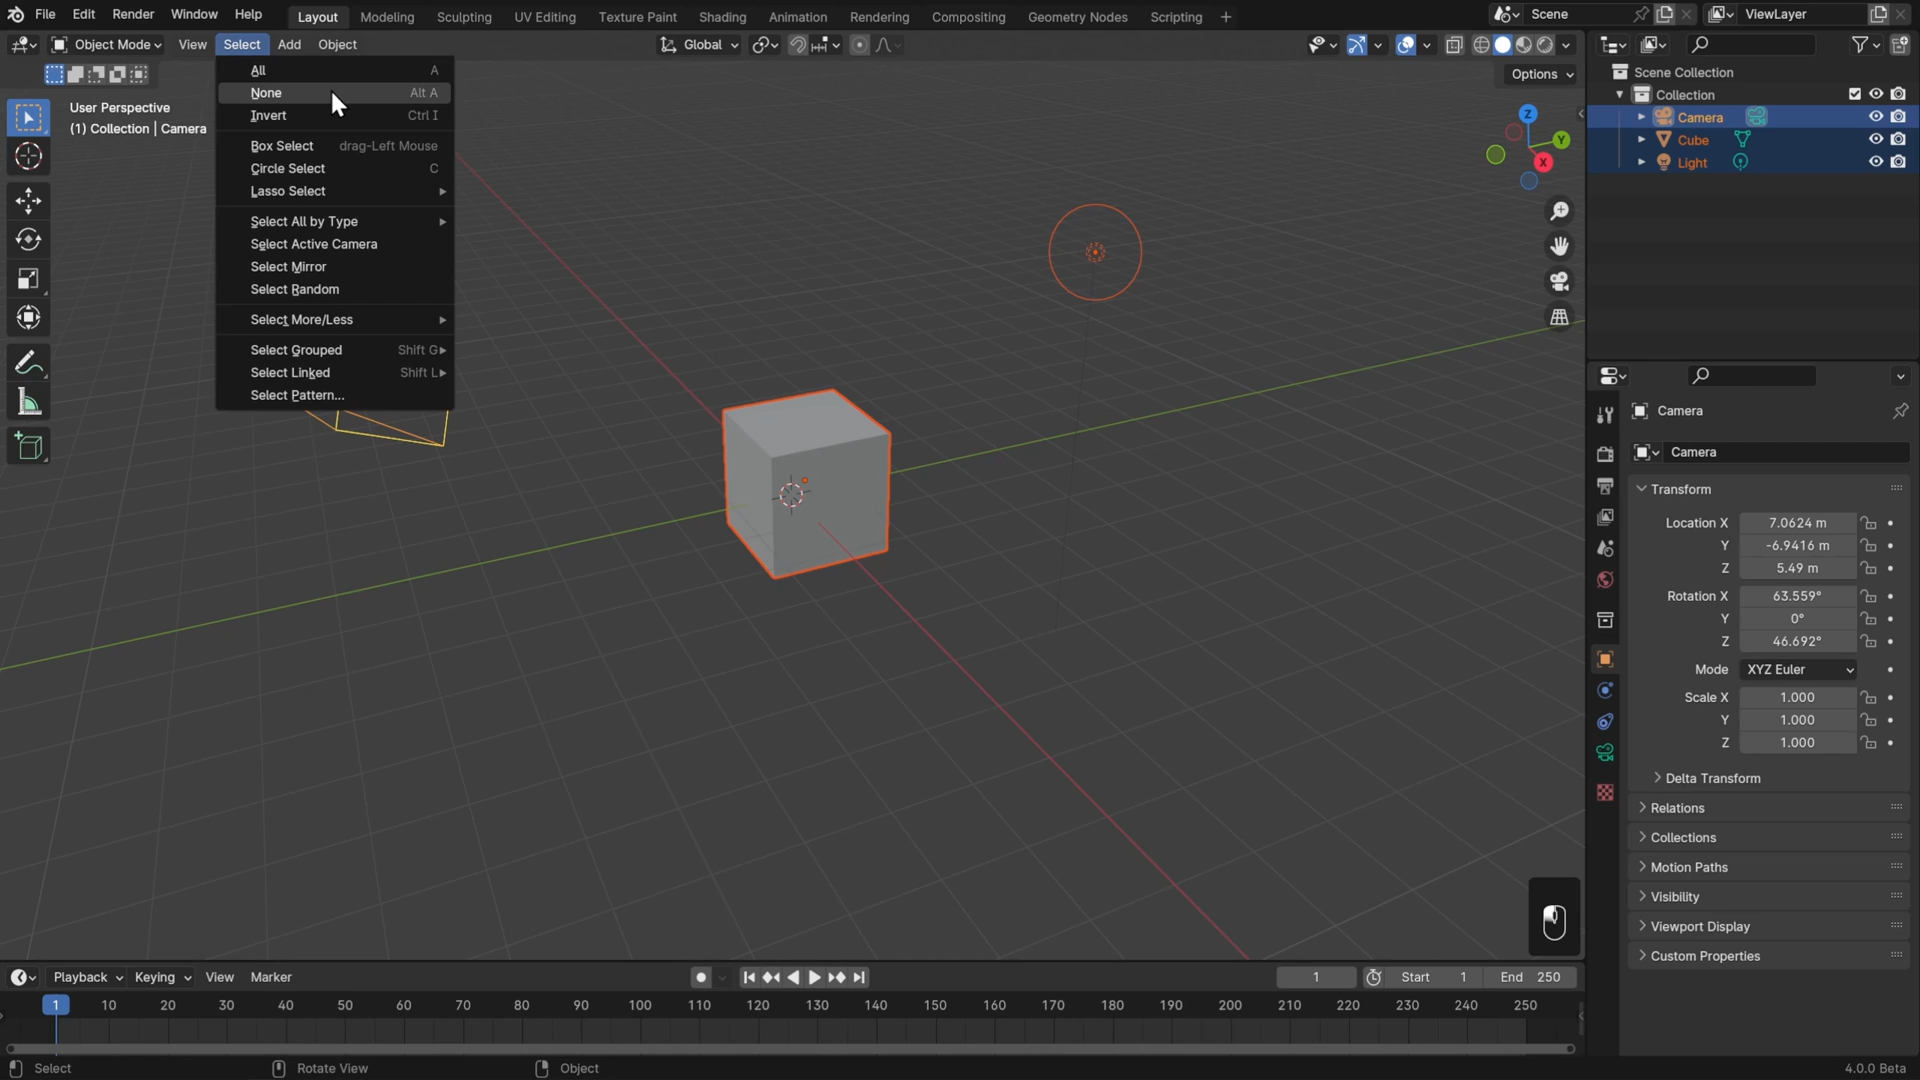 File Edit Render Window Help Layout Modeling Sculpting UV Editing Texture Paint Shading Animation Rendering Compositing Geometry Nodes Scripting + Scene ViewLayer
Object Mode View Select Add Object Global
Options
User Perspective
(1) Collection | Camera
All A
None Alt A
Invert Ctrl I
Box Select drag-Left Mouse
Circle Select C
Lasso Select
Select All by Type
Select Active Camera
Select Mirror
Select Random
Select More/Less
Select Grouped Shift G
Select Linked Shift L
Select Pattern...
Z
Y
X
Scene Collection
Collection
Camera
Cube
Light
Camera
Camera
Transform
Location X 7.0624 m
Y -6.9416 m
Z 5.49 m
Rotation X 63.559°
Y 0°
Z 46.692°
Mode XYZ Euler
Scale X 1.000
Y 1.000
Z 1.000
Delta Transform
Relations
Collections
Motion Paths
Visibility
Viewport Display
Custom Properties
Playback Keying View Marker 1 Start 1 End 250
1 10 20 30 40 50 60 70 80 90 100 110 120 130 140 150 160 170 180 190 200 210 220 230 240 250
Select Rotate View Object 4.0.0 Beta